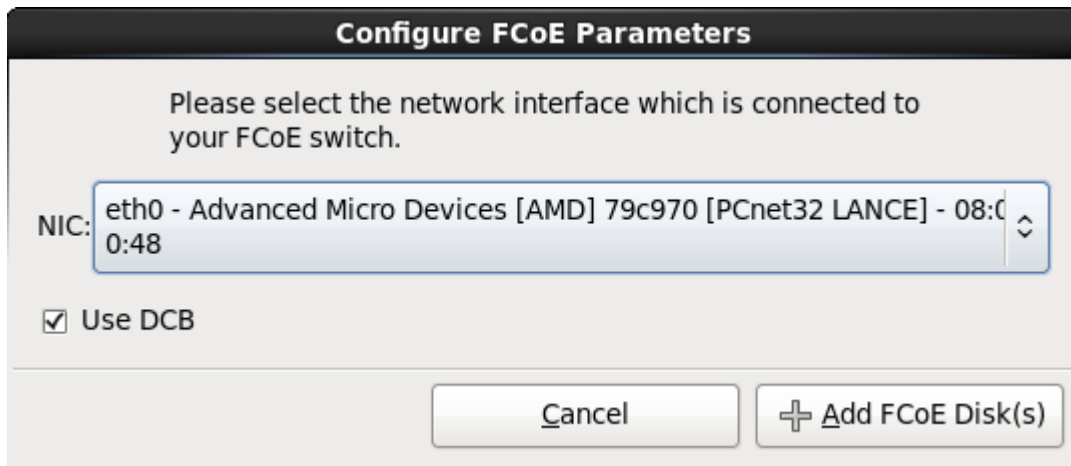 Configure FCoE Parameters
Please select the network interface which is connected to
your FCoE switch.
NIC:
eth0 - Advanced Micro Devices [AMD] 79c970 [PCnet32 LANCE] - 08:0
0:48
Use DCB
Cancel
Add FCoE Disk(s)